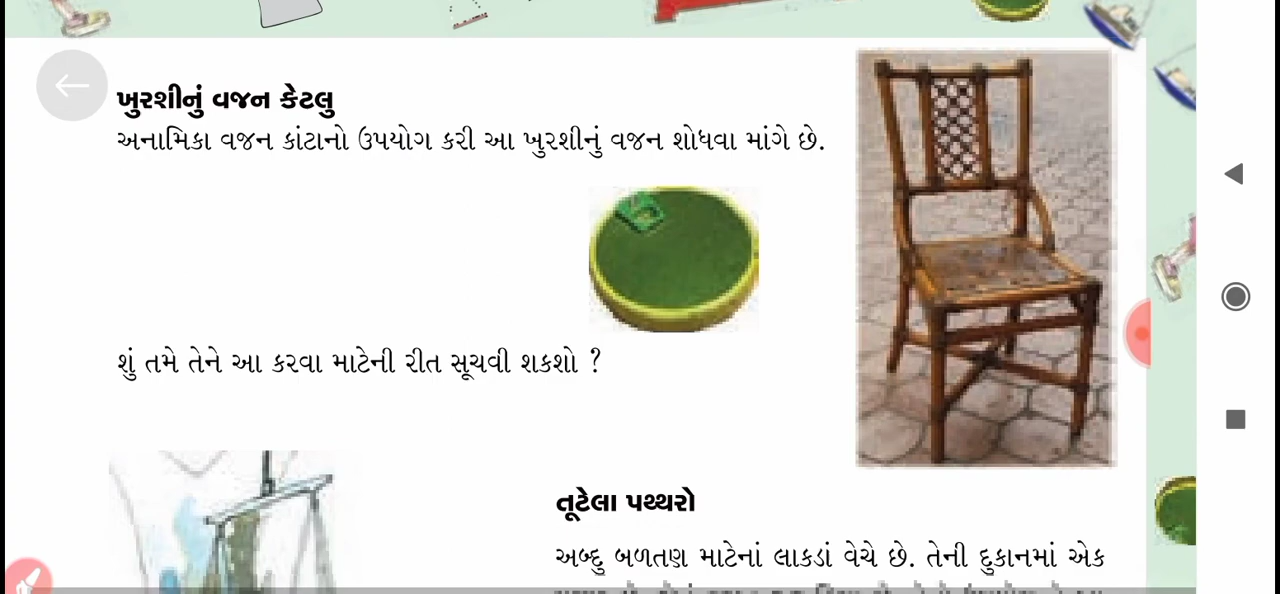 ખુરશીનું વજન કેટલુ
અનામિકા વજન કાંટાનો ઉપયોગ કરી આ ખુરશીનું વજન શોધવા માંગે છે.
શું તમે તેને આ કરવા માટેની રીત સૂચવી શકશો ?
તૂટેલા પથ્થરો
અબ્દુ બળતણ માટેનાં લાકડાં વેચે છે. તેની દુકાનમાં એક